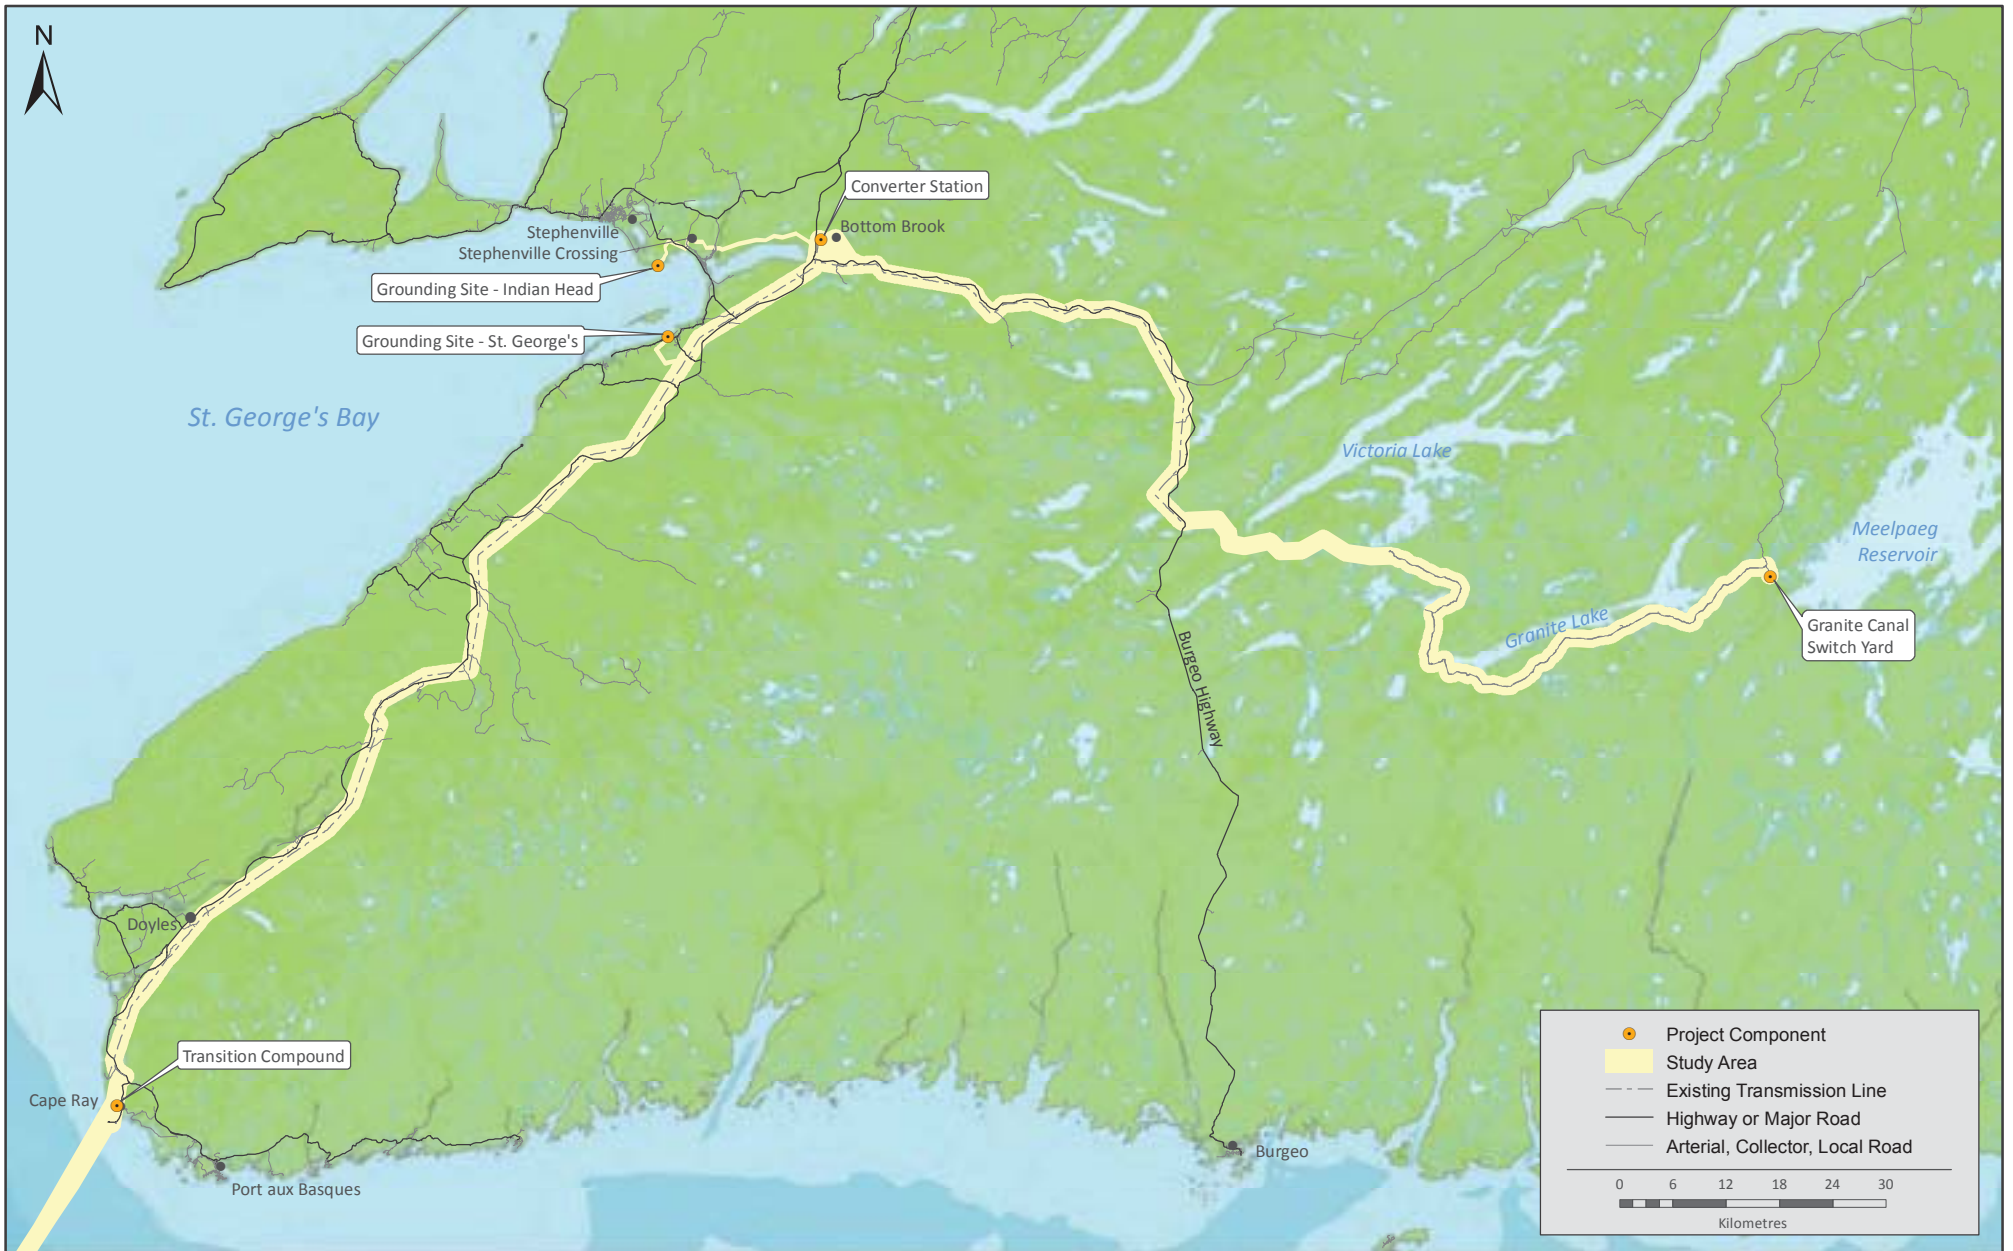 N
Converter Station
Bottom Brook
Stephenville
Stephenville Crossing
Grounding Site - Indian Head
Grounding Site - St. George's
St. George's Bay
Victoria Lake
Meelpaeg
Reservoir
Granite Lake
Granite Canal
Switch Yard
Burgeo Highway
Doyles
Transition Compound
Cape Ray
Port aux Basques
Burgeo
Project Component
Study Area
Existing Transmission Line
Highway or Major Road
Arterial, Collector, Local Road
0 6 12 18 24 30
Kilometres